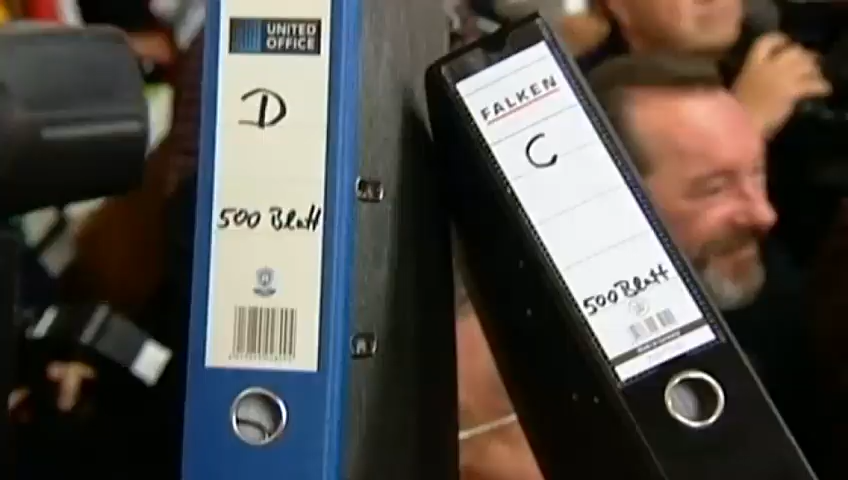 UNITED
OFFICE
D
500 Blatt
FALKEN
C
500 Blatt